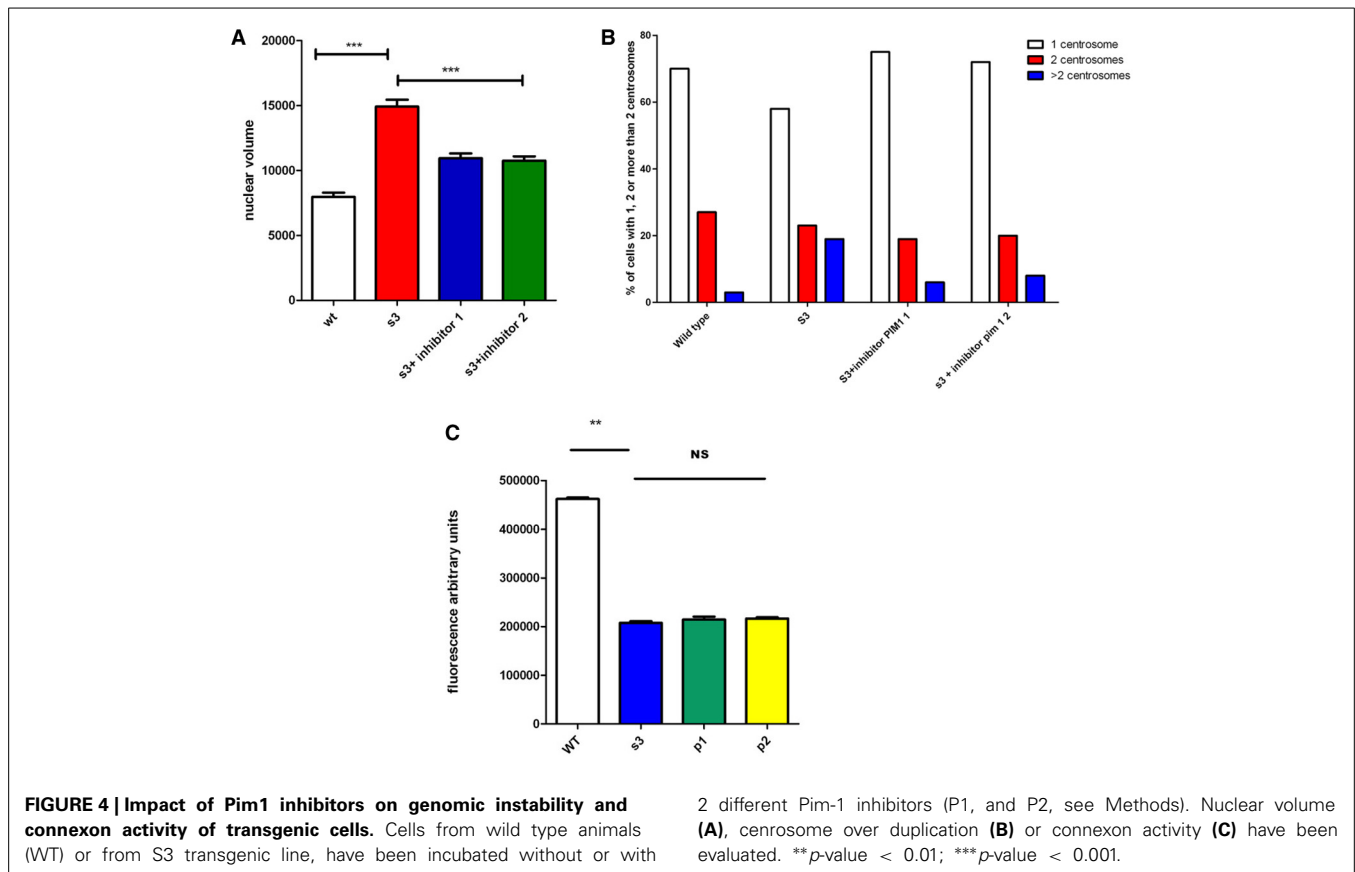 A
20000
15000
10000
5000
0
nuclear volume
***
***
wt
s3
s3+ inhibitor 1
s3+inhibitor 2
B
80
60
40
20
0
% of cells with 1, 2 or more than 2 centrosomes
1 centrosome
2 centrosomes
>2 centrosomes
Wild type
S3
S3+inhibitor PIM1 1
s3 + inhibitor pim 1 2
C
**
NS
500000
400000
300000
200000
100000
0
fluorescence arbitrary units
WT
s3
p1
p2
FIGURE 4 | Impact of Pim1 inhibitors on genomic instability and
connexon activity of transgenic cells. Cells from wild type animals
(WT) or from S3 transgenic line, have been incubated without or with
2 different Pim-1 inhibitors (P1, and P2, see Methods). Nuclear volume
(A), cenrosome over duplication (B) or connexon activity (C) have been
evaluated. **p-value < 0.01; ***p-value < 0.001.